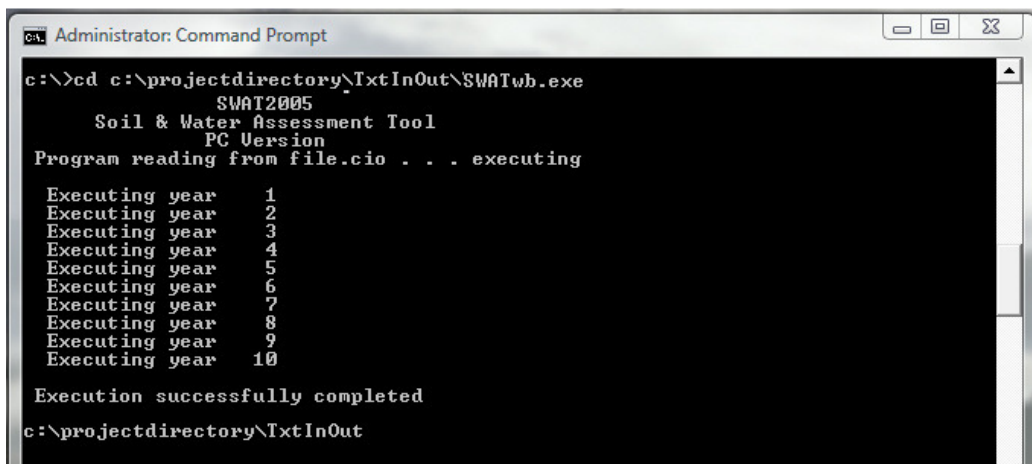 Administrator: Command Prompt
c:\>cd c:\projectdirectory\TxtInOut\SWATwb.exe
SWAT2005
Soil & Water Assessment Tool
PC Version
Program reading from file.cio . . . executing
Executing year 1
Executing year 2
Executing year 3
Executing year 4
Executing year 5
Executing year 6
Executing year 7
Executing year 8
Executing year 9
Executing year 10
Execution successfully completed
c:\projectdirectory\TxtInOut